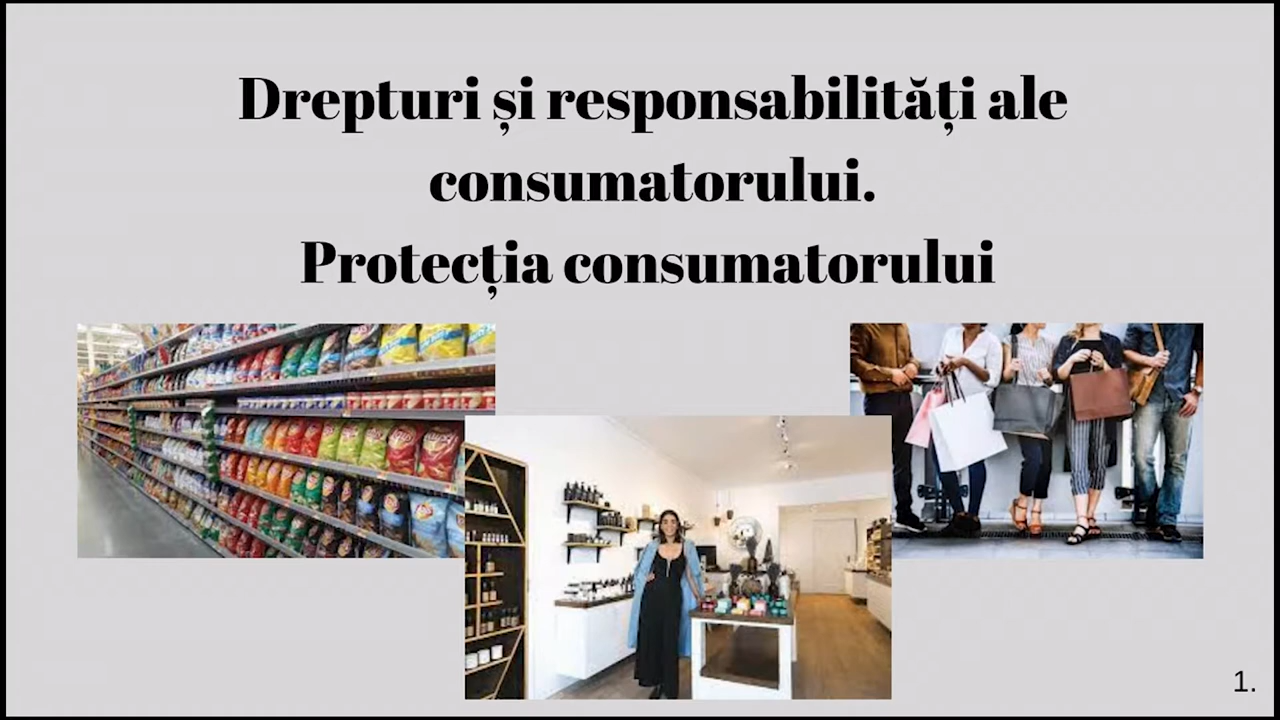 Drepturi și responsabilități ale
consumatorului.
Protecția consumatorului
1.